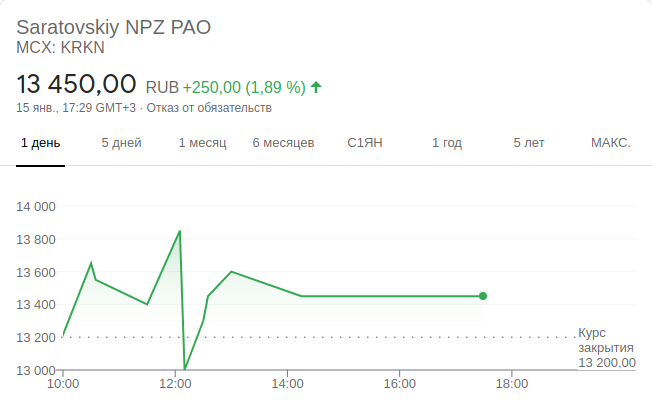 Saratovskiy NPZ PAO
MCX: KRKN
13 450,00 RUB +250,00 (1,89 %)
15 янв., 17:29 GMT+3 · Отказ от обязательств
1 день 5 дней 1 месяц 6 месяцев С1ЯН 1 год 5 лет МАКС.
14 000
13 800
13 600
13 400
13 200
13 000
Курс
закрытия
13 200,00
10:00 12:00 14:00 16:00 18:00